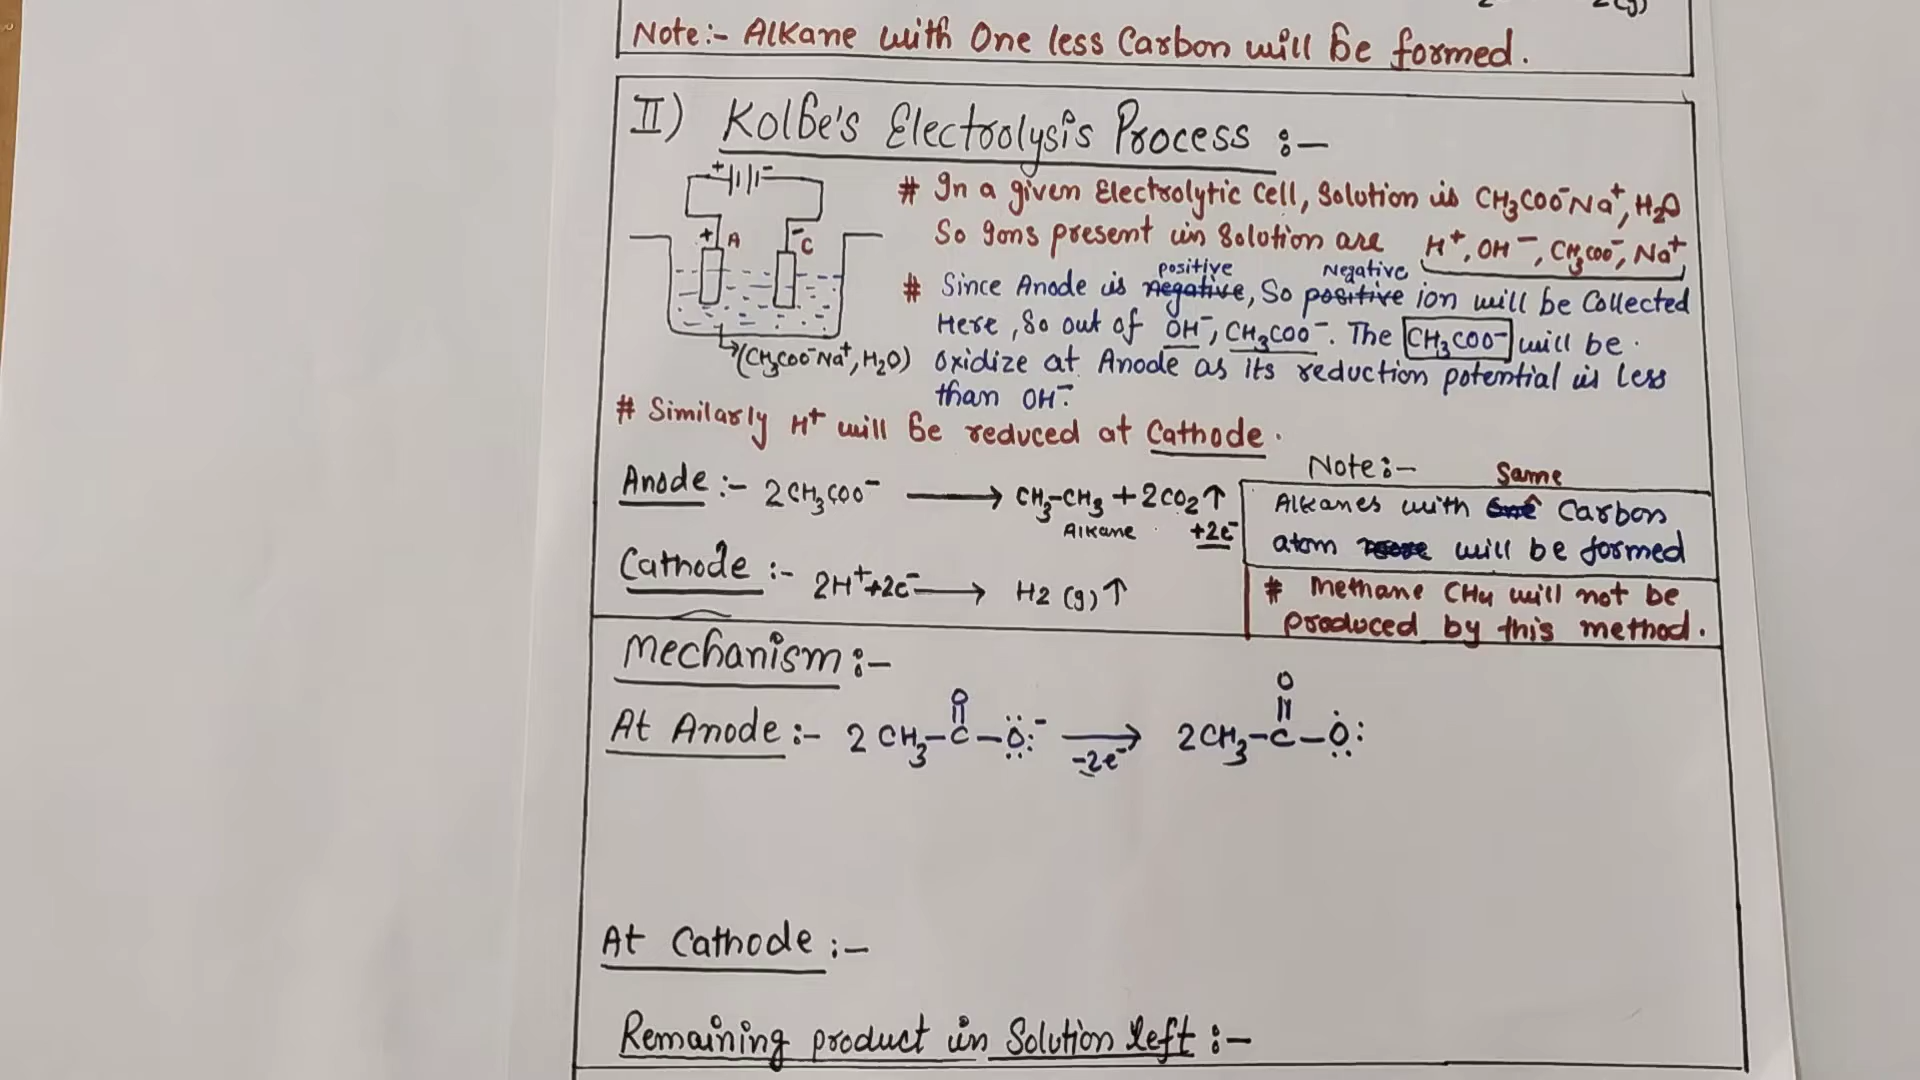 2(g)
Note:- Alkane with One less Carbon will be formed.
II) Kolbe's Electrolysis Process :-
+ -
+ A - C
(CH3COO⁻Na⁺, H2O)
# In a given Electrolytic Cell, Solution is CH3COO⁻Na⁺, H2O
So Ions present in Solution are H⁺, OH⁻, CH3COO⁻, Na⁺
positive Negative
# Since Anode is negative, So positive ion will be Collected
Here, So out of OH⁻, CH3COO⁻. The CH3COO⁻ will be.
oxidize at Anode as its reduction potential is less
than OH⁻.
# Similarly H⁺ will be reduced at Cathode.
Anode :- 2CH3COO⁻ ⟶ CH3-CH3 + 2CO2↑
Alkane +2e⁻
Cathode :- 2H⁺+2e⁻ ⟶ H2 (g)↑
Note:- Same
Alkanes with one Carbon
atom more will be formed
# Methane CH4 will not be
produced by this method.
Mechanism :-
At Anode :- 2 CH3-C(=O)-Ö:⁻ ⟶ 2CH3-C(=O)-O:
-2e⁻
At Cathode :-
Remaining product in Solution left :-